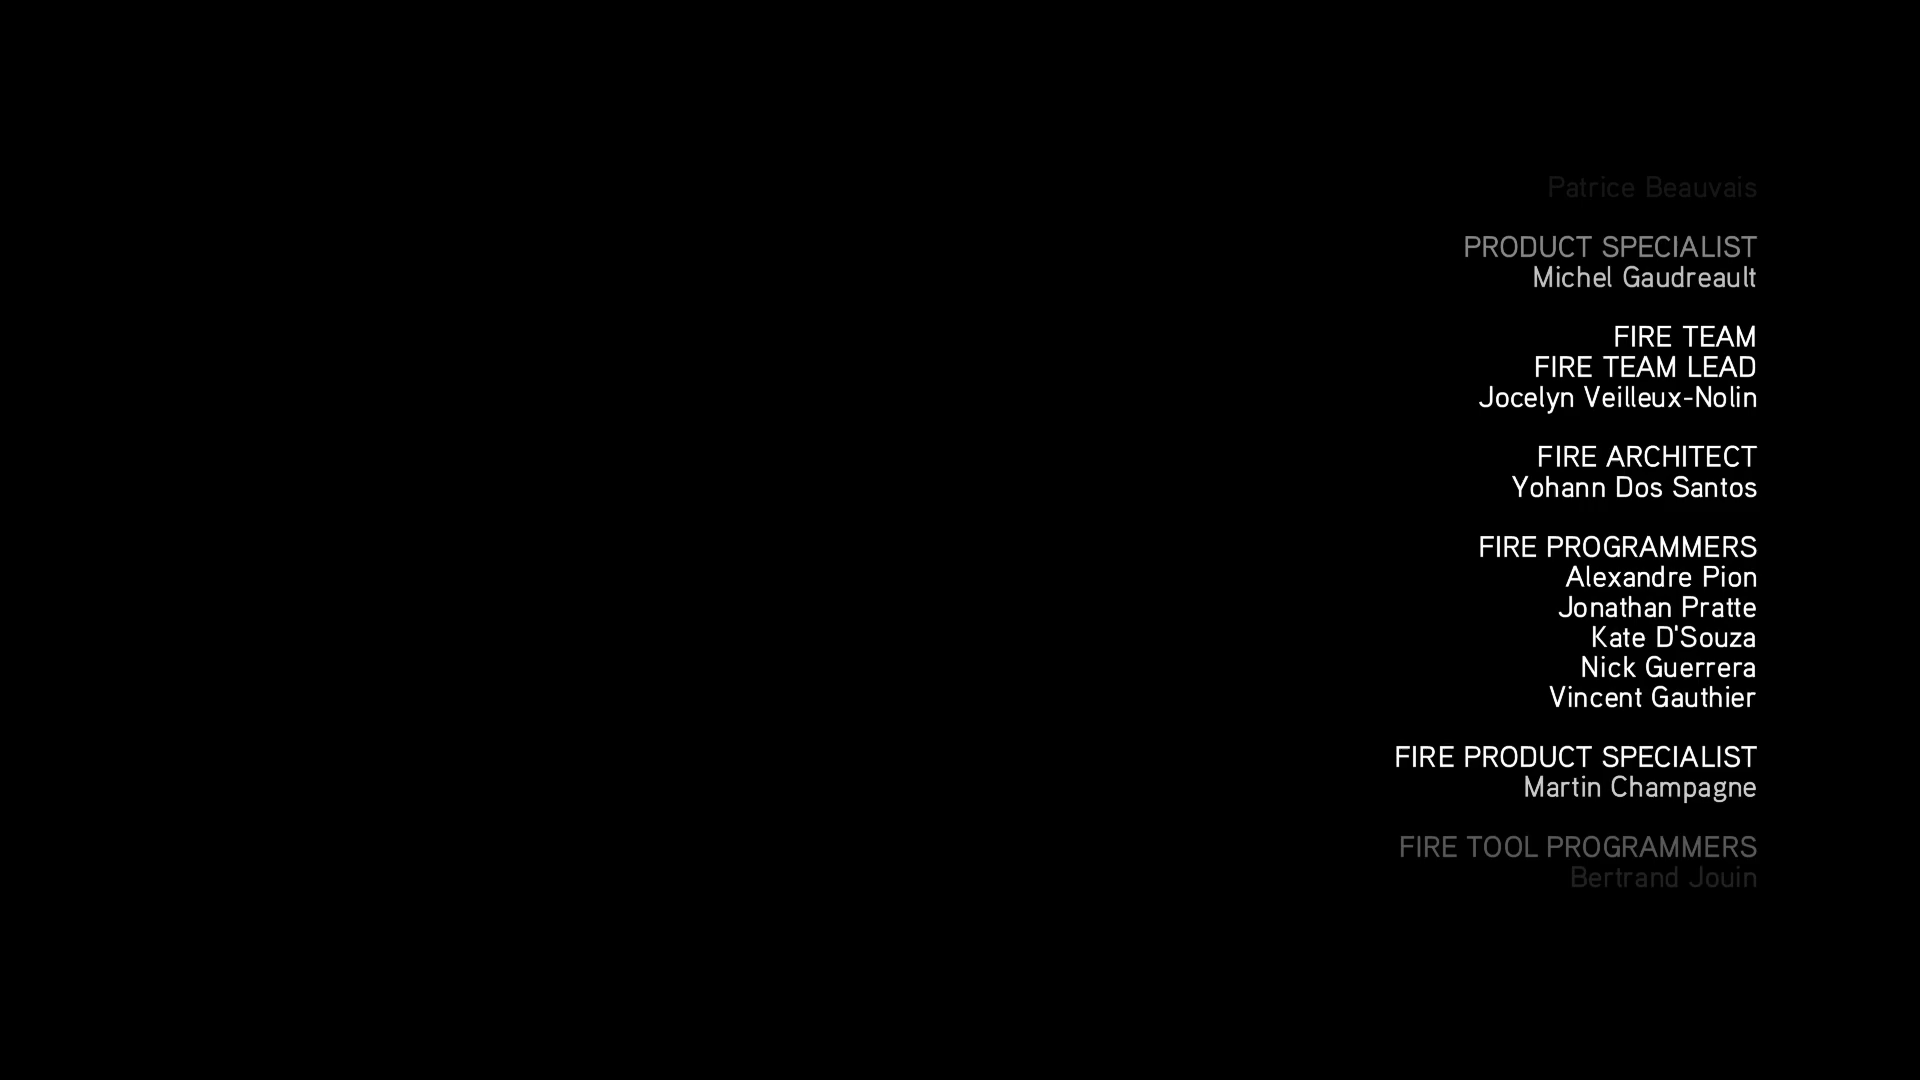 Patrice Beauvais
PRODUCT SPECIALIST
Michel Gaudreault
FIRE TEAM
FIRE TEAM LEAD
Jocelyn Veilleux-Nolin
FIRE ARCHITECT
Yohann Dos Santos
FIRE PROGRAMMERS
Alexandre Pion
Jonathan Pratte
Kate D'Souza
Nick Guerrera
Vincent Gauthier
FIRE PRODUCT SPECIALIST
Martin Champagne
FIRE TOOL PROGRAMMERS
Bertrand Jouin